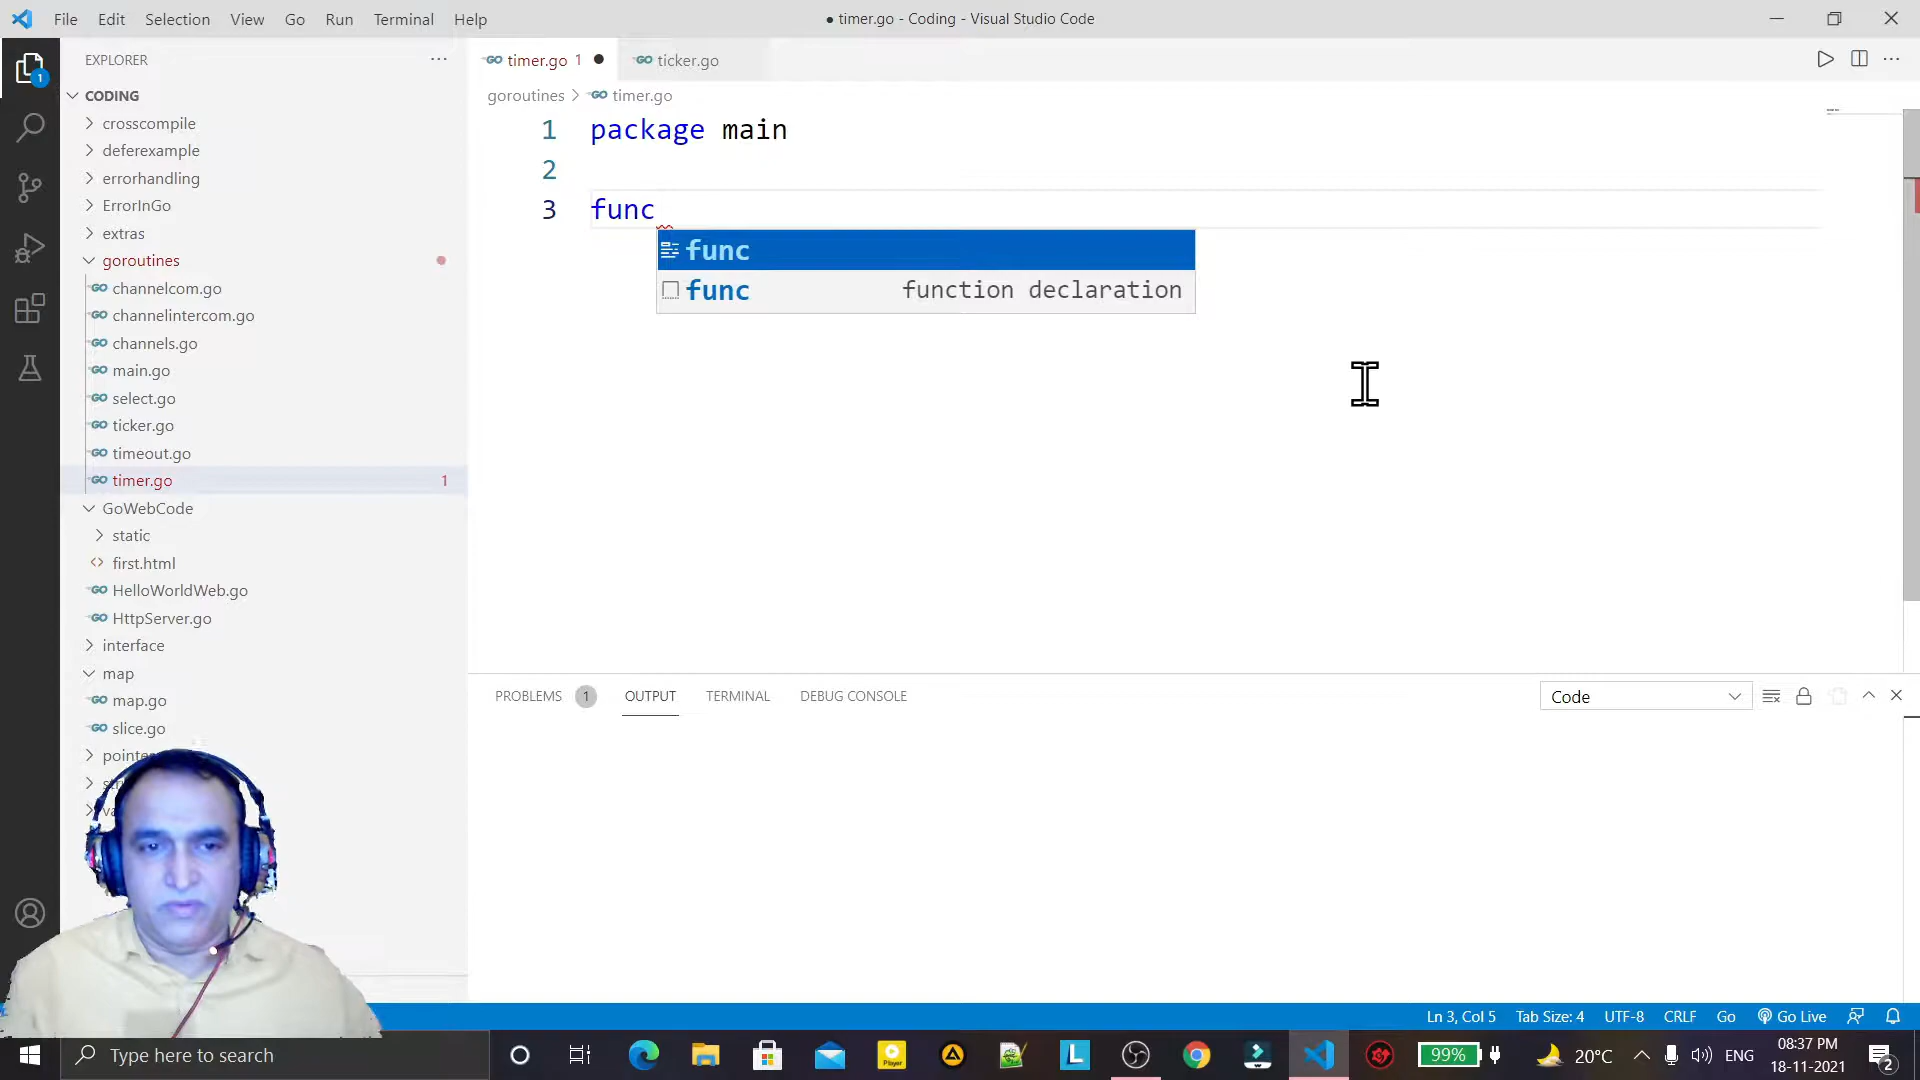 File Edit Selection View Go Run Terminal Help
● timer.go - Coding - Visual Studio Code
EXPLORER
timer.go 1
ticker.go
goroutines > timer.go
CODING
crosscompile
deferexample
errorhandling
ErrorInGo
extras
goroutines
channelcom.go
channelintercom.go
channels.go
main.go
select.go
ticker.go
timeout.go
timer.go 1
GoWebCode
static
first.html
HelloWorldWeb.go
HttpServer.go
interface
map
map.go
slice.go
1 package main
2
3 func
func
func function declaration
PROBLEMS 1 OUTPUT TERMINAL DEBUG CONSOLE
Code
Ln 3, Col 5 Tab Size: 4 UTF-8 CRLF Go Go Live
Type here to search
99%
20°C
ENG
08:37 PM
18-11-2021
2